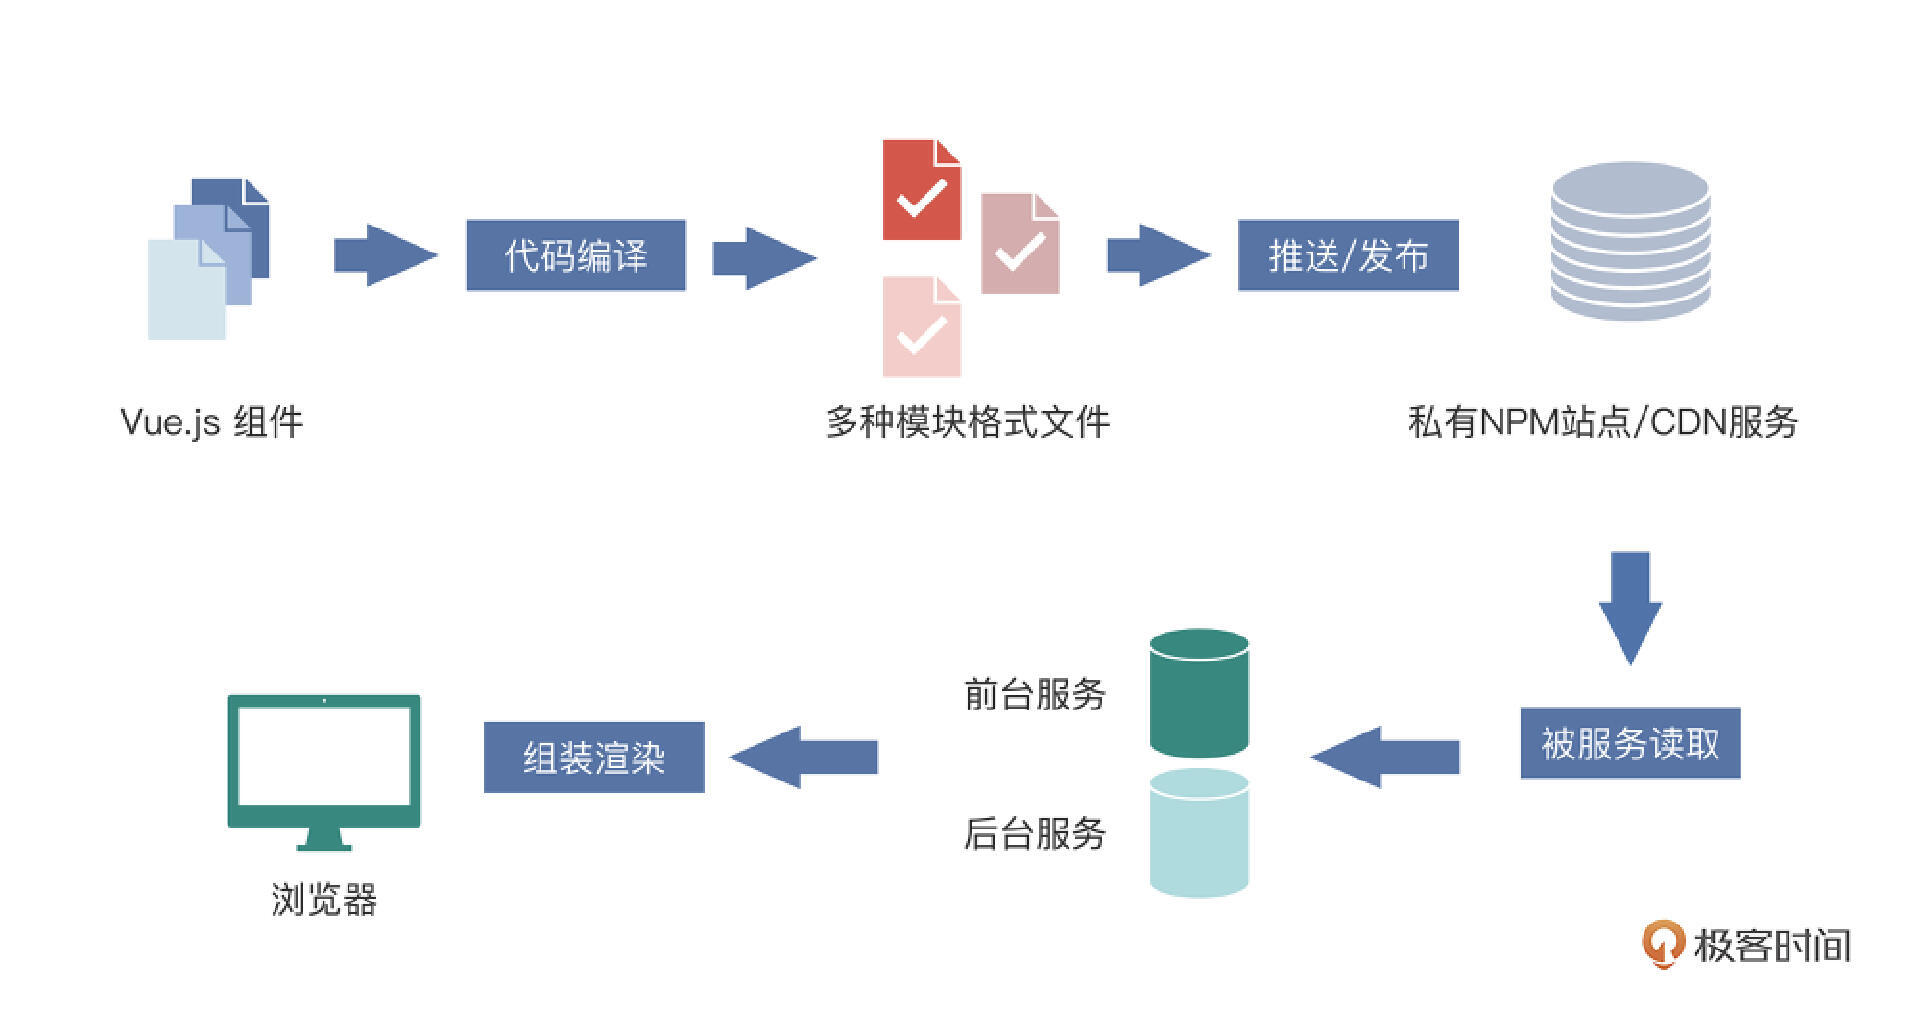 代码编译
推送/发布
Vue.js 组件
多种模块格式文件
私有NPM站点/CDN服务
前台服务
被服务读取
组装渲染
后台服务
浏览器
极客时间